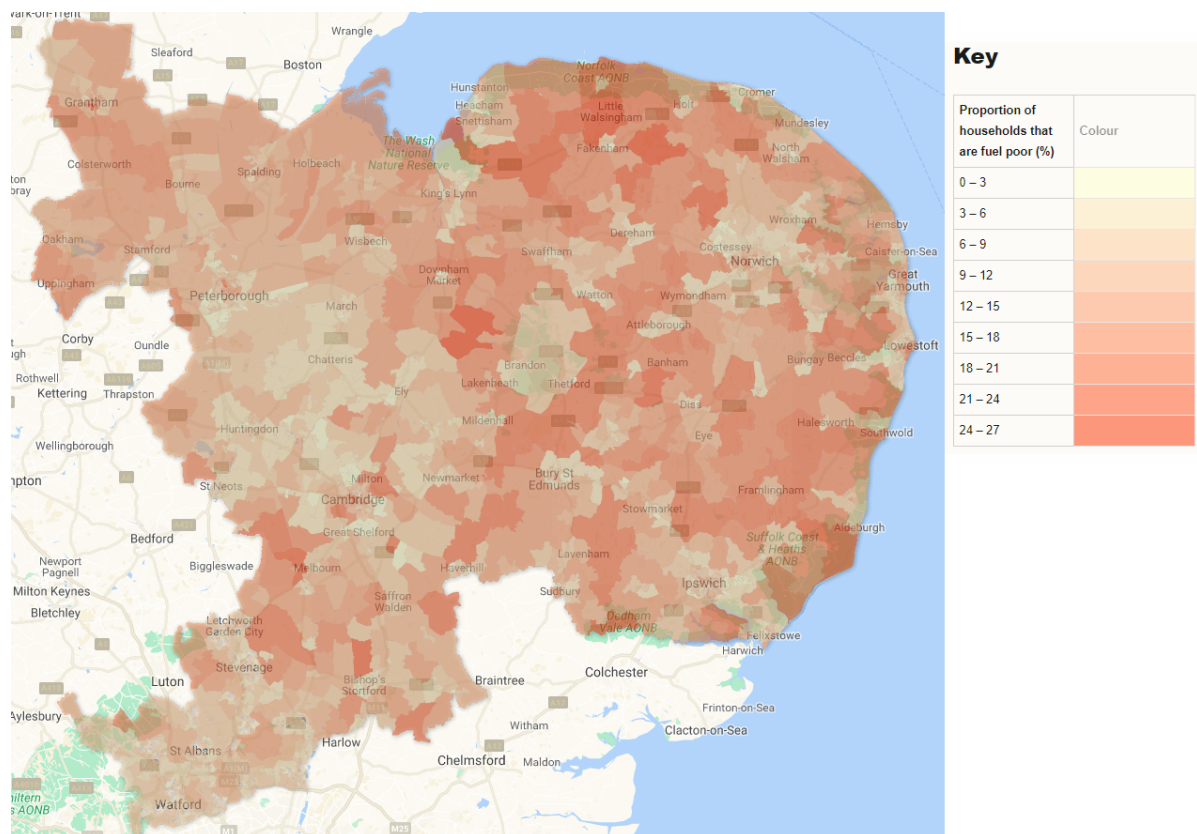 Sleaford
Wrangle
Boston
Grantham
Norfolk
Coast AONB
Hunstanton
Heacham
Snettisham
Little
Walsingham
Holt
Cromer
Mundesley
The Wash
National
Nature Reserve
Fakenham
North
Walsham
Colsterworth
Bourne
Spalding
Holbeach
King's Lynn
Oakham
Stamford
Wisbech
Swaffham
Dereham
Costessey
Norwich
Wroxham
Hemsby
Caister-on-Sea
Great
Yarmouth
Uppingham
Peterborough
Downham
Market
March
Watton
Wymondham
Attleborough
Corby
Oundle
Chatteris
Brandon
Banham
Bungay
Beccles
Lowestoft
Rothwell
Kettering
Thrapston
Ely
Lakenheath
Thetford
Diss
Huntingdon
Mildenhall
Eye
Halesworth
Southwold
Wellingborough
St Neots
Milton
Cambridge
Newmarket
Bury St
Edmunds
Framlingham
Stowmarket
Bedford
Great Shelford
Aldeburgh
Suffolk Coast
& Heaths
AONB
Newport
Pagnell
Biggleswade
Melbourn
Haverhill
Lavenham
Milton Keynes
Bletchley
Saffron
Walden
Sudbury
Ipswich
Letchworth
Garden City
Dedham
Vale AONB
Felixstowe
Harwich
Stevenage
Luton
Bishop's
Stortford
Braintree
Colchester
Aylesbury
Frinton-on-Sea
Witham
Clacton-on-Sea
St Albans
Harlow
Chelmsford
Maldon
Watford
M1
M25
Key
Proportion of
households that
are fuel poor (%)
Colour
0 – 3
3 – 6
6 – 9
9 – 12
12 – 15
15 – 18
18 – 21
21 – 24
24 – 27